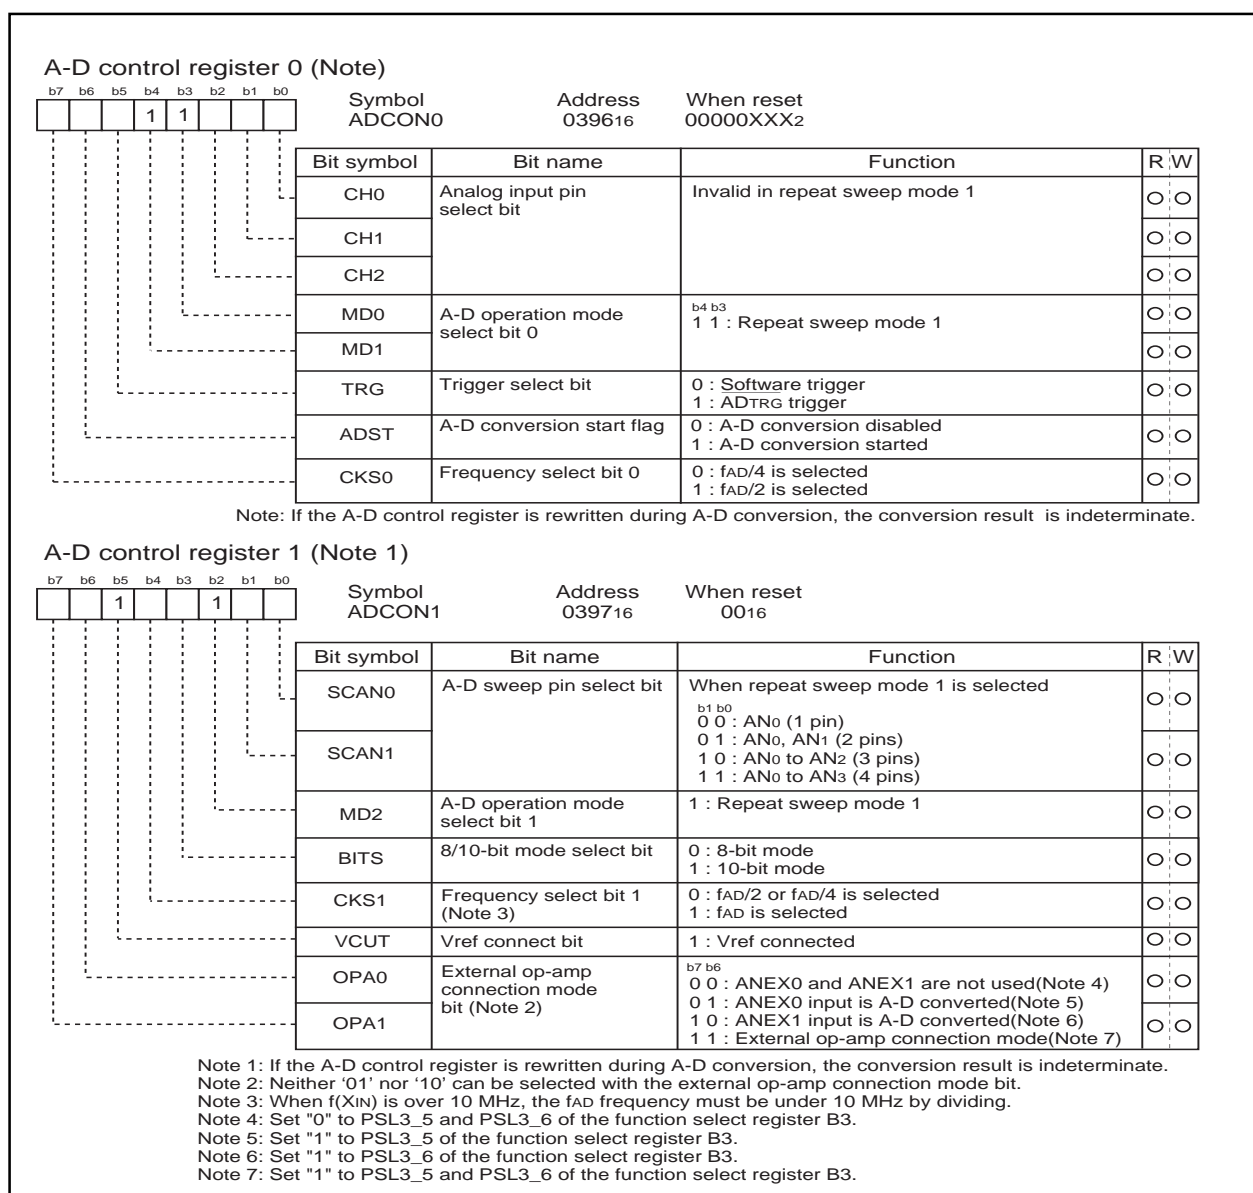 A-D control register 0 (Note)
b7 b6 b5 b4 b3 b2 b1 b0
1 1
Symbol Address When reset
ADCON0 039616 00000XXX2
Bit symbol Bit name Function R W
CH0 Analog input pin select bit Invalid in repeat sweep mode 1
CH1
CH2
MD0 A-D operation mode select bit 0 b4 b3
1 1 : Repeat sweep mode 1
MD1
TRG Trigger select bit 0 : Software trigger
1 : ADTRG trigger
ADST A-D conversion start flag 0 : A-D conversion disabled
1 : A-D conversion started
CKS0 Frequency select bit 0 0 : fAD/4 is selected
1 : fAD/2 is selected
Note: If the A-D control register is rewritten during A-D conversion, the conversion result is indeterminate.
A-D control register 1 (Note 1)
b7 b6 b5 b4 b3 b2 b1 b0
1 1
Symbol Address When reset
ADCON1 039716 0016
Bit symbol Bit name Function R W
SCAN0 A-D sweep pin select bit When repeat sweep mode 1 is selected
b1 b0
0 0 : AN0 (1 pin)
0 1 : AN0, AN1 (2 pins)
SCAN1 1 0 : AN0 to AN2 (3 pins)
1 1 : AN0 to AN3 (4 pins)
MD2 A-D operation mode select bit 1 1 : Repeat sweep mode 1
BITS 8/10-bit mode select bit 0 : 8-bit mode
1 : 10-bit mode
CKS1 Frequency select bit 1 (Note 3) 0 : fAD/2 or fAD/4 is selected
1 : fAD is selected
VCUT Vref connect bit 1 : Vref connected
OPA0 External op-amp connection mode bit (Note 2) b7 b6
0 0 : ANEX0 and ANEX1 are not used(Note 4)
0 1 : ANEX0 input is A-D converted(Note 5)
OPA1 1 0 : ANEX1 input is A-D converted(Note 6)
1 1 : External op-amp connection mode(Note 7)
Note 1: If the A-D control register is rewritten during A-D conversion, the conversion result is indeterminate.
Note 2: Neither ‘01’ nor ‘10’ can be selected with the external op-amp connection mode bit.
Note 3: When f(XIN) is over 10 MHz, the fAD frequency must be under 10 MHz by dividing.
Note 4: Set "0" to PSL3_5 and PSL3_6 of the function select register B3.
Note 5: Set "1" to PSL3_5 of the function select register B3.
Note 6: Set "1" to PSL3_6 of the function select register B3.
Note 7: Set "1" to PSL3_5 and PSL3_6 of the function select register B3.